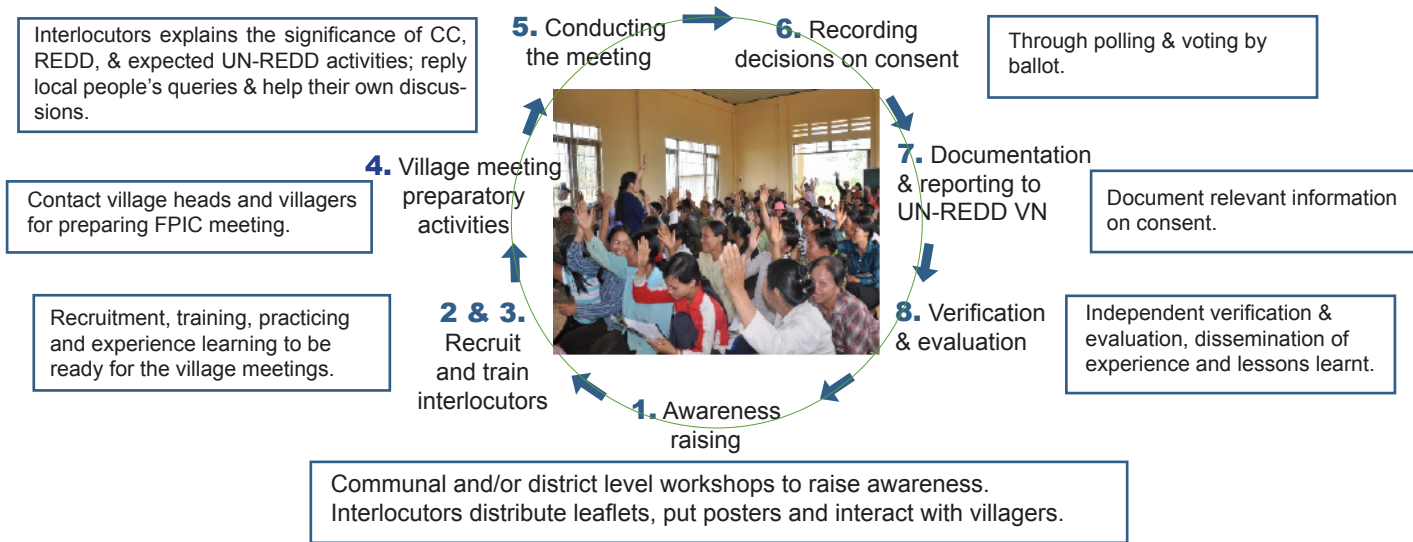 5. Conducting
the meeting
6. Recording
decisions on consent
Interlocutors explains the significance of CC,
REDD, & expected UN-REDD activities; reply
local people's queries & help their own discus-
sions.
Through polling & voting by
ballot.
4. Village meeting
preparatory
activities
7. Documentation
& reporting to
UN-REDD VN
Contact village heads and villagers
for preparing FPIC meeting.
Document relevant information
on consent.
2 & 3.
Recruit
and train
interlocutors
8. Verification
& evaluation
Recruitment, training, practicing
and experience learning to be
ready for the village meetings.
Independent verification &
evaluation, dissemination of
experience and lessons learnt.
1. Awareness
raising
Communal and/or district level workshops to raise awareness.
Interlocutors distribute leaflets, put posters and interact with villagers.